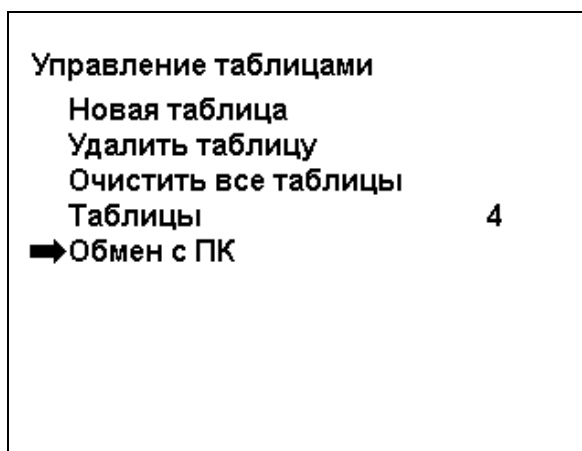 Управление таблицами
Новая таблица
Удалить таблицу
Очистить все таблицы
Таблицы 4
Обмен с ПК